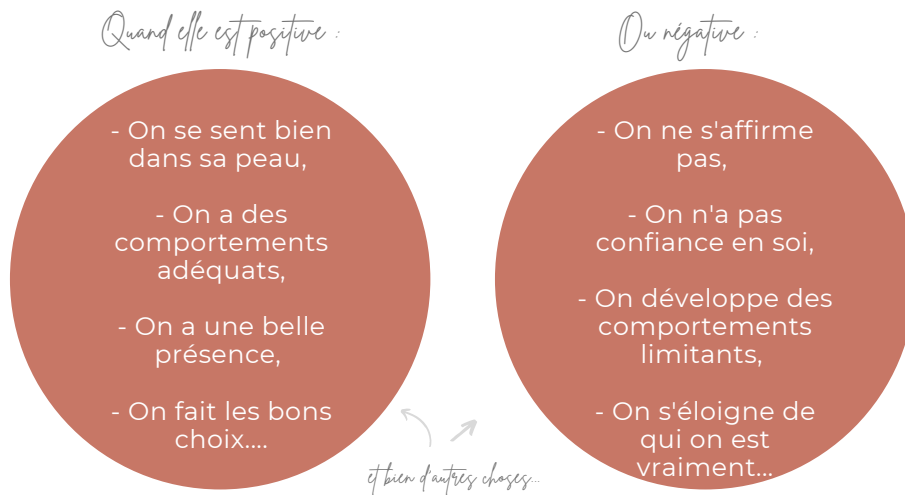 Quand elle est positive :
- On se sent bien
dans sa peau,
- On a des
comportements
adéquats,
- On a une belle
présence,
- On fait les bons
choix....
Ou négative :
- On ne s'affirme
pas,
- On n'a pas
confiance en soi,
- On développe des
comportements
limitants,
- On s'éloigne de
qui on est
vraiment...
et bien d'autres choses...